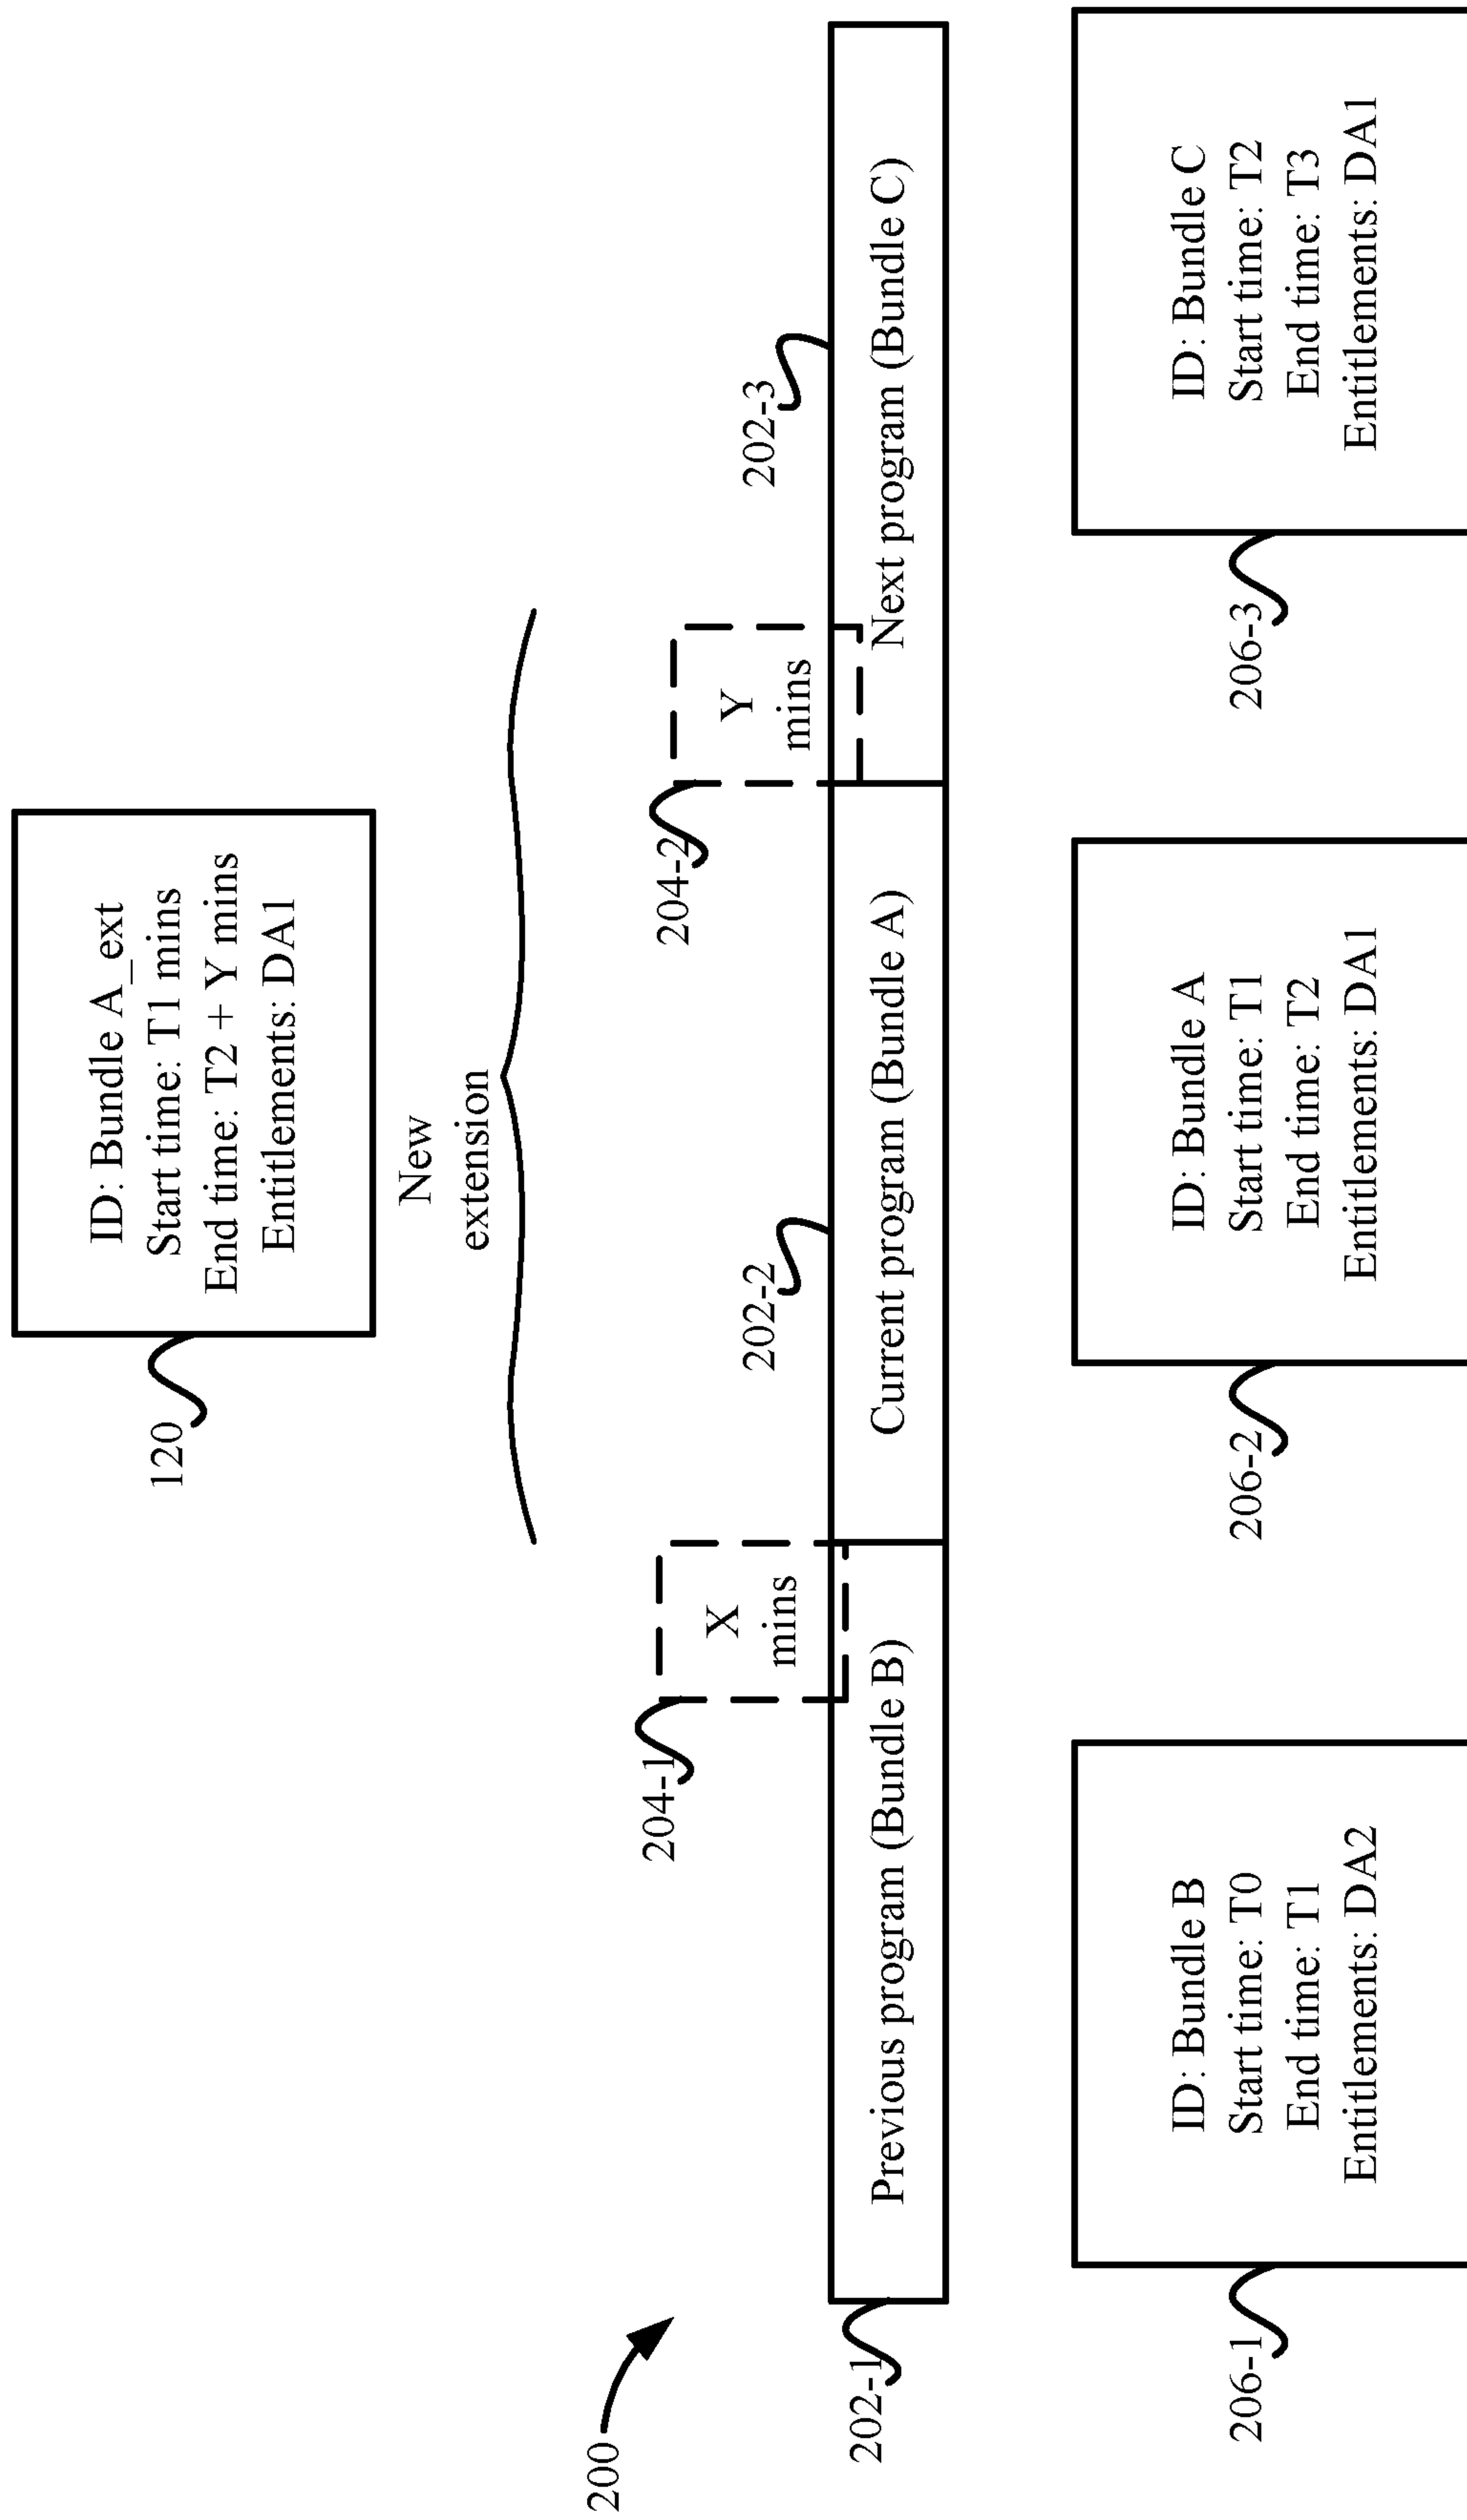 ID: Bundle A_ext
Start time: T1 mins
End time: T2 + Y mins
Entitlements: DA1
120
New
extension
200
204-1
X
mins
204-2
Y
mins
202-1
202-2
202-3
Previous program (Bundle B)
Current program (Bundle A)
Next program (Bundle C)
206-1
ID: Bundle B
Start time: T0
End time: T1
Entitlements: DA2
206-2
ID: Bundle A
Start time: T1
End time: T2
Entitlements: DA1
206-3
ID: Bundle C
Start time: T2
End time: T3
Entitlements: DA1